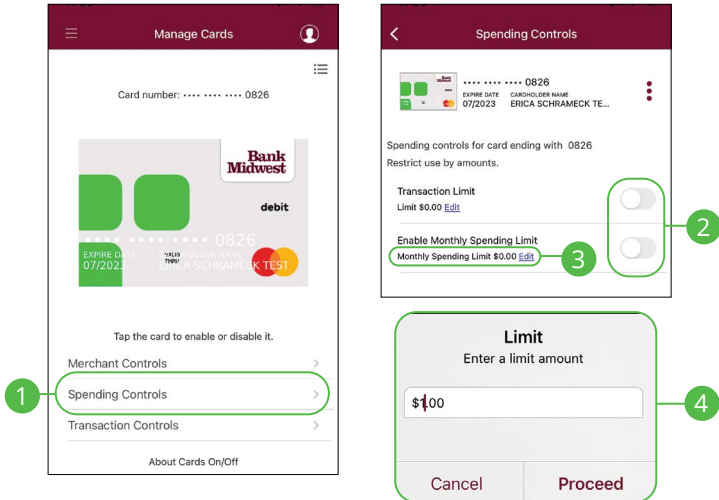 Manage Cards
Card number: •••• •••• •••• 0826
Bank
Midwest
debit
•••• •••• •••• 0826
EXPIRE DATE
07/2023
VALID
THRU
ERICA SCHRAMECK TEST
Tap the card to enable or disable it.
Merchant Controls
1
Spending Controls
Transaction Controls
About Cards On/Off
Spending Controls
•••• •••• •••• 0826
EXPIRE DATE CARDHOLDER NAME
07/2023 ERICA SCHRAMECK TE...
Spending controls for card ending with 0826
Restrict use by amounts.
Transaction Limit
Limit $0.00 Edit
2
Enable Monthly Spending Limit
Monthly Spending Limit $0.00 Edit
3
Limit
Enter a limit amount
$1.00
4
Cancel Proceed